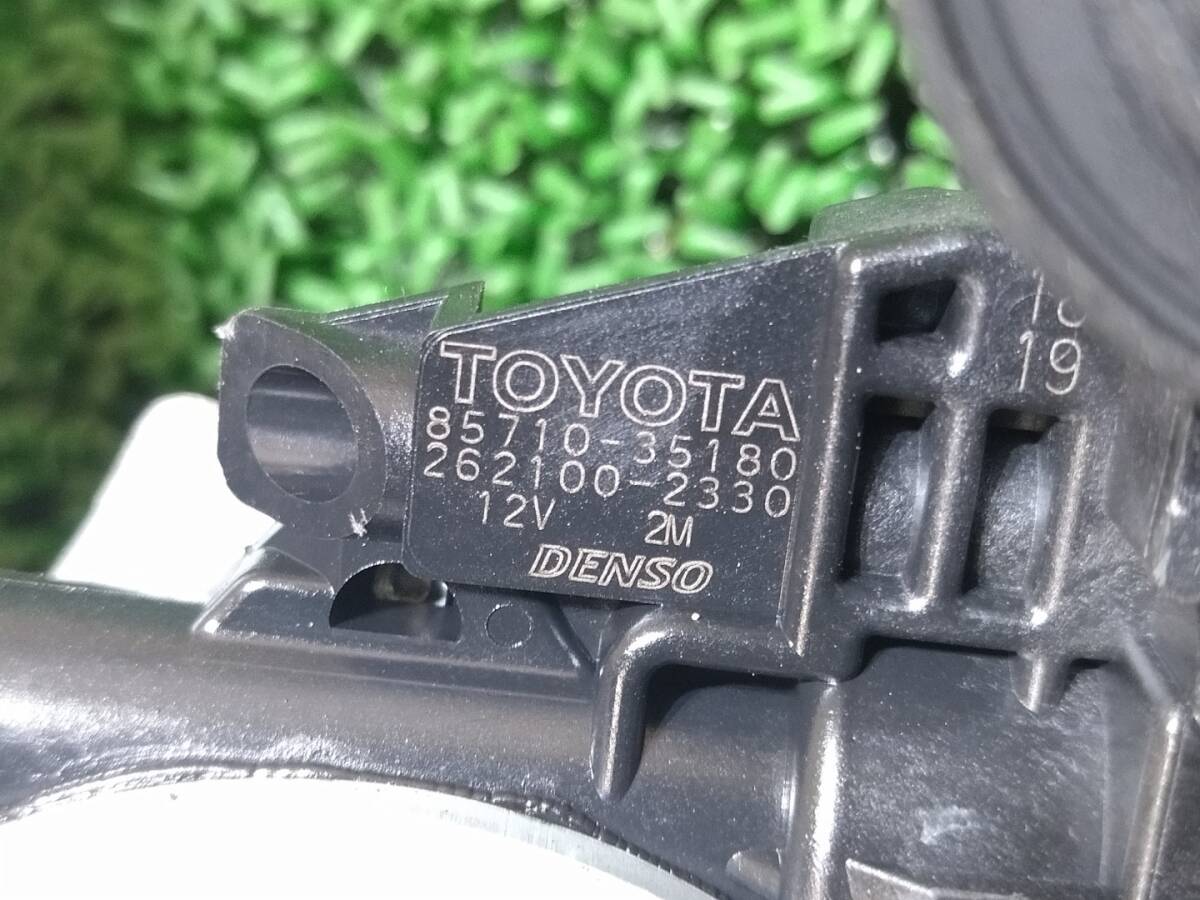 TOYOTA
85710-35180
262100-2330
12V 2M
DENSO
19